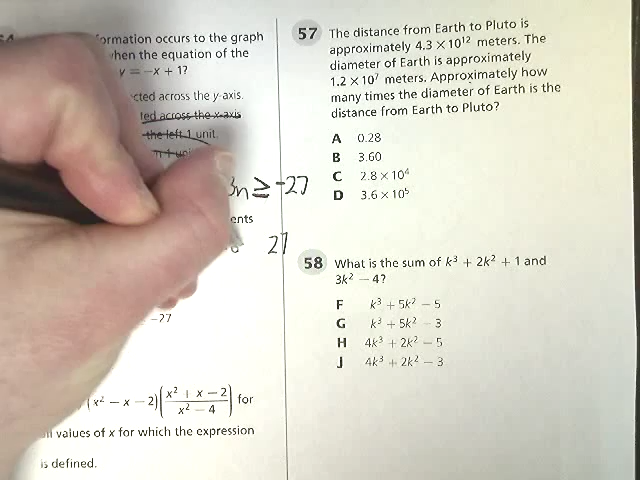 ormation occurs to the graph
hen the equation of the
y = −x + 1?
cted across the y-axis.
ted across the x-axis
the left 1 unit.
3n ≥ -27
ents
27
−27
(x² − x − 2)(x² + x − 2 / x² − 4) for
values of x for which the expression
is defined.
57 The distance from Earth to Pluto is
approximately 4.3 × 10¹² meters. The
diameter of Earth is approximately
1.2 × 10⁷ meters. Approximately how
many times the diameter of Earth is the
distance from Earth to Pluto?
A 0.28
B 3.60
C 2.8 × 10⁴
D 3.6 × 10⁵
58 What is the sum of k³ + 2k² + 1 and
3k² − 4?
F k³ + 5k² − 5
G k³ + 5k² − 3
H 4k³ + 2k² − 5
J 4k³ + 2k² − 3